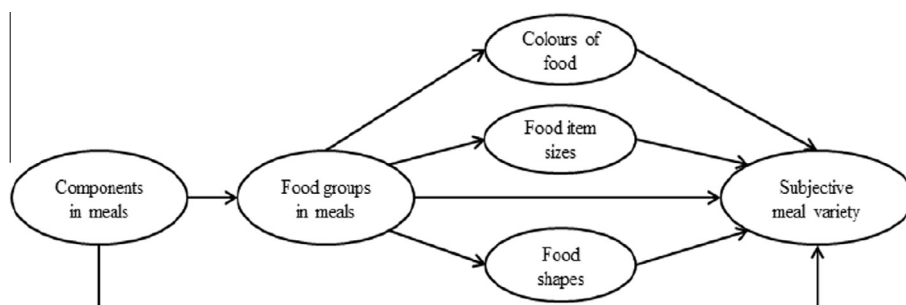 Colours of
food
Food item
sizes
Components
in meals
Food groups
in meals
Subjective
meal variety
Food
shapes